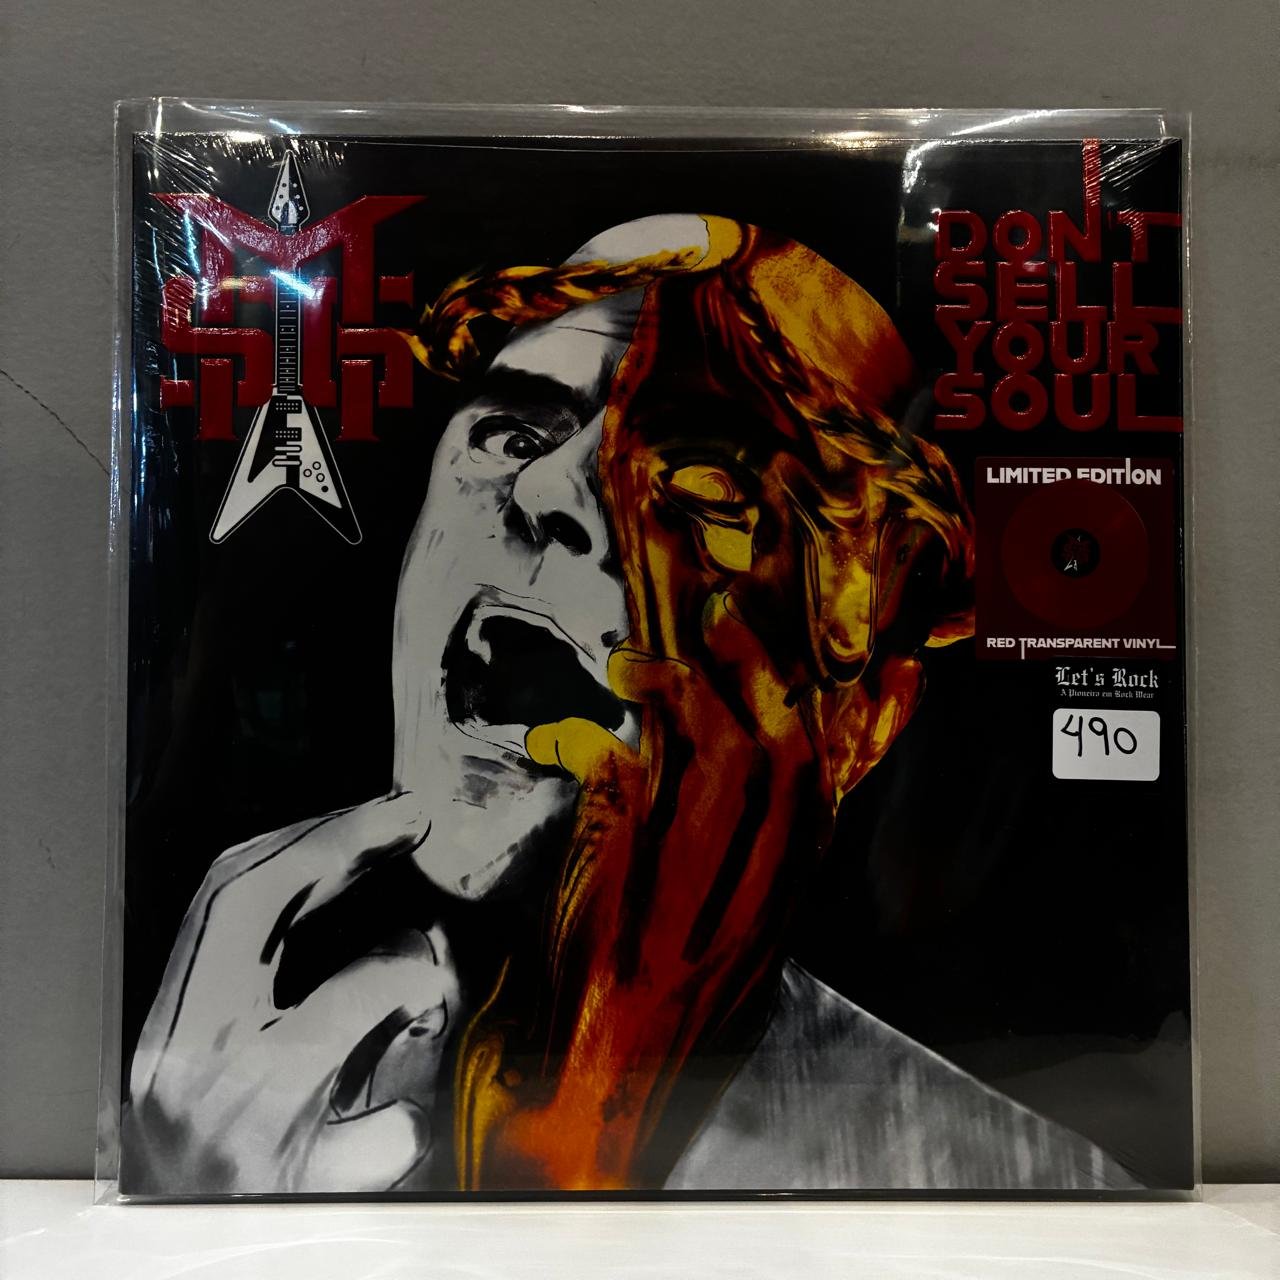 MSG
DON'T
SELL
YOUR
SOUL
LIMITED EDITION
RED TRANSPARENT VINYL
Let's Rock
A Pioneira em Rock Wear
490